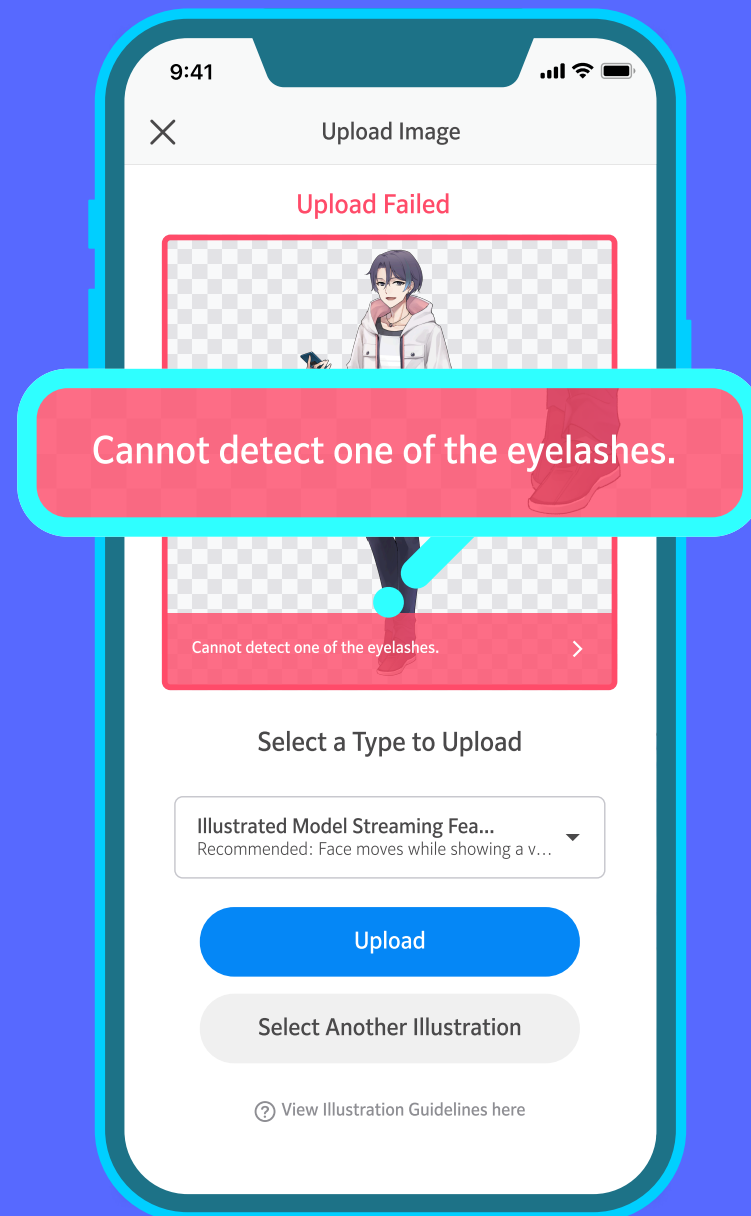 9:41
Upload Image
Upload Failed
Cannot detect one of the eyelashes.
Cannot detect one of the eyelashes.
Select a Type to Upload
Illustrated Model Streaming Fea...
Recommended: Face moves while showing a v...
Upload
Select Another Illustration
? View Illustration Guidelines here